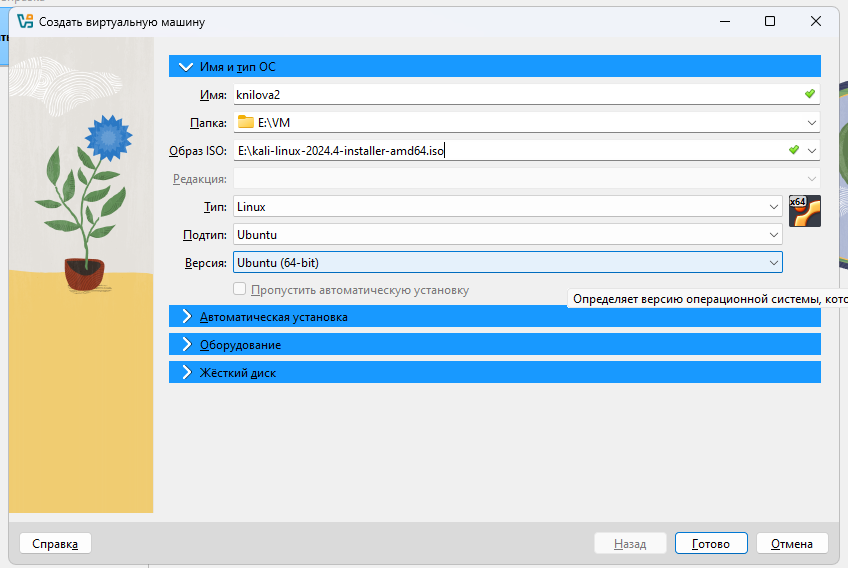 Создать виртуальную машину
Имя и тип ОС
Имя: knilova2
Папка: E:\VM
Образ ISO: E:\kali-linux-2024.4-installer-amd64.iso
Редакция:
Тип: Linux
x64
Подтип: Ubuntu
Версия: Ubuntu (64-bit)
Пропустить автоматическую установку
Определяет версию операционной системы, кото
Автоматическая установка
Оборудование
Жёсткий диск
Справка
Назад
Готово
Отмена